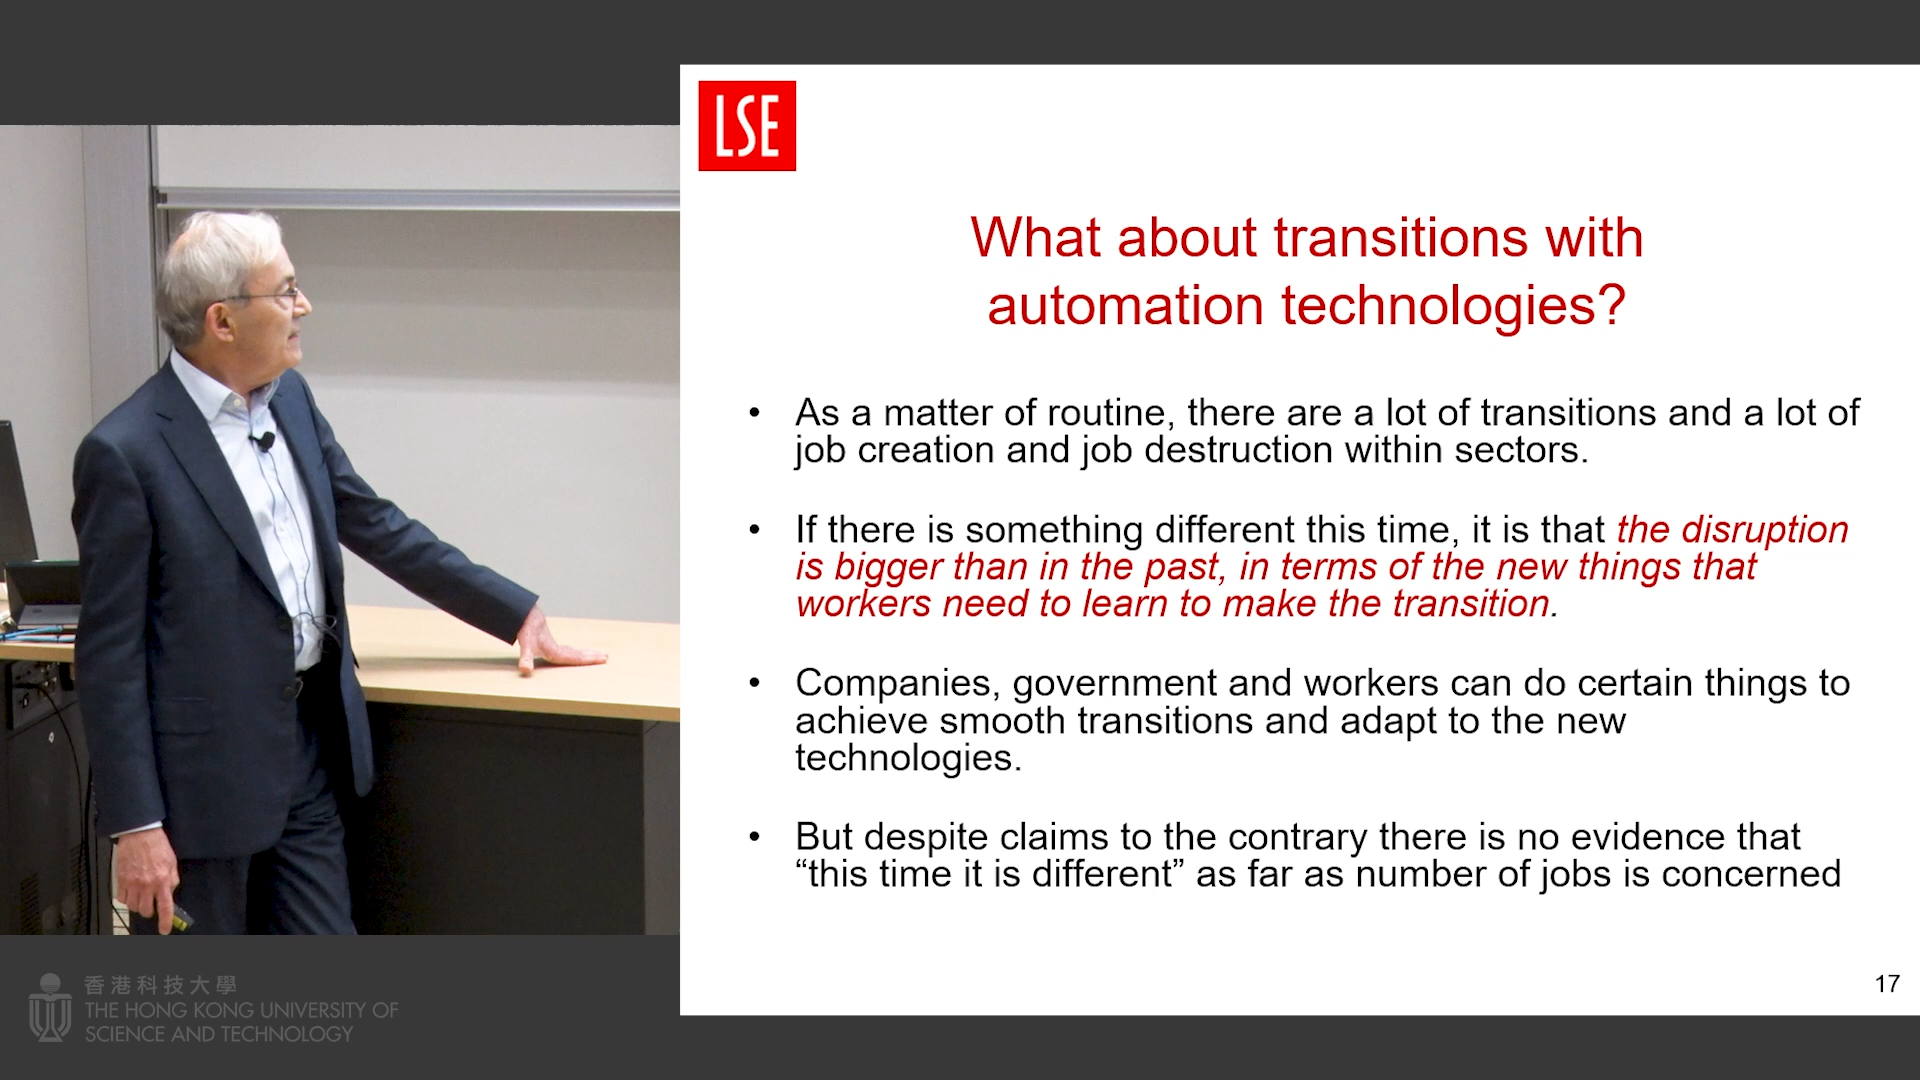 LSE
What about transitions with
automation technologies?
• As a matter of routine, there are a lot of transitions and a lot of
job creation and job destruction within sectors.
• If there is something different this time, it is that the disruption
is bigger than in the past, in terms of the new things that
workers need to learn to make the transition.
• Companies, government and workers can do certain things to
achieve smooth transitions and adapt to the new
technologies.
• But despite claims to the contrary there is no evidence that
“this time it is different” as far as number of jobs is concerned
17
香港科技大學
THE HONG KONG UNIVERSITY OF
SCIENCE AND TECHNOLOGY